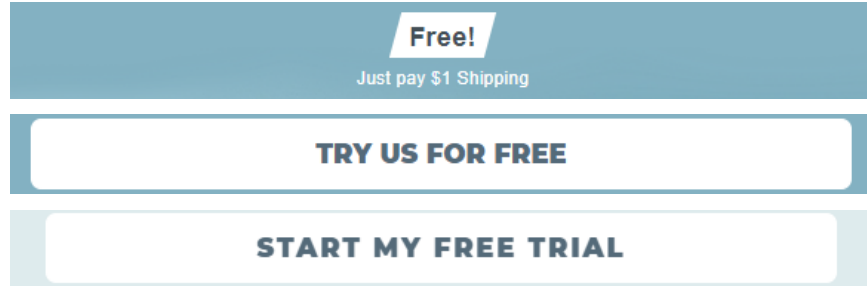 Free!
Just pay $1 Shipping
TRY US FOR FREE
START MY FREE TRIAL